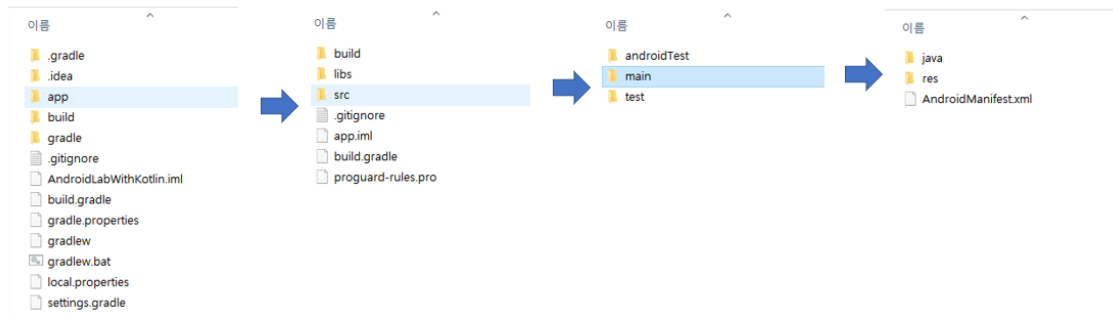 이름
.gradle
.idea
app
build
gradle
.gitignore
AndroidLabWithKotlin.iml
build.gradle
gradle.properties
gradlew
gradlew.bat
local.properties
settings.gradle
이름
build
libs
src
.gitignore
app.iml
build.gradle
proguard-rules.pro
이름
androidTest
main
test
이름
java
res
AndroidManifest.xml